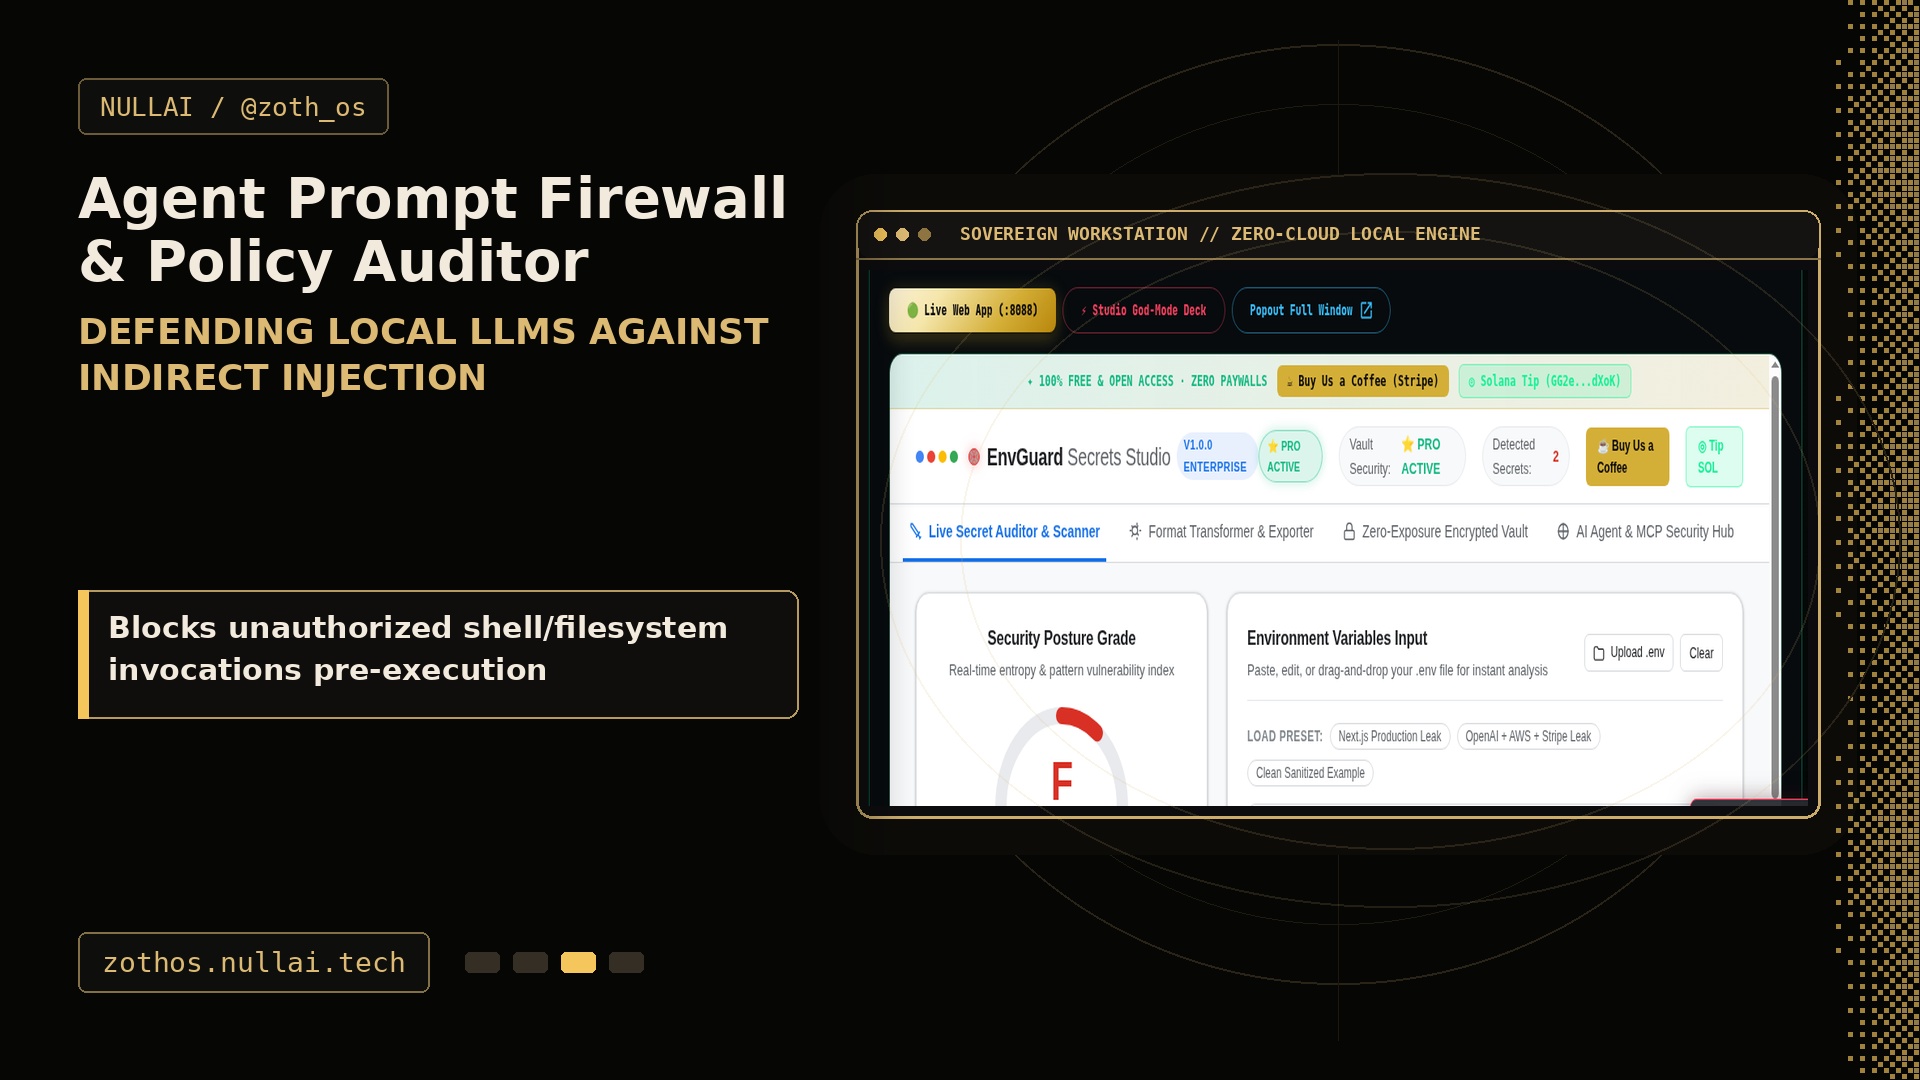 NULLAI / @zoth_os
Agent Prompt Firewall
& Policy Auditor
DEFENDING LOCAL LLMS AGAINST
INDIRECT INJECTION
Blocks unauthorized shell/filesystem
invocations pre-execution
zothos.nullai.tech
SOVEREIGN WORKSTATION // ZERO-CLOUD LOCAL ENGINE
Live Web App (:8088)
⚡ Studio God-Mode Deck
Popout Full Window
✦ 100% FREE & OPEN ACCESS · ZERO PAYWALLS
☕ Buy Us a Coffee (Stripe)
◎ Solana Tip (GG2e...dXoK)
EnvGuard Secrets Studio
V1.0.0
ENTERPRISE
⭐ PRO
ACTIVE
Vault
Security:
⭐ PRO
ACTIVE
Detected
Secrets:
2
☕ Buy Us a
Coffee
◎ Tip
SOL
Live Secret Auditor & Scanner
Format Transformer & Exporter
Zero-Exposure Encrypted Vault
AI Agent & MCP Security Hub
Security Posture Grade
Real-time entropy & pattern vulnerability index
F
Environment Variables Input
Paste, edit, or drag-and-drop your .env file for instant analysis
Upload .env
Clear
LOAD PRESET:
Next.js Production Leak
OpenAI + AWS + Stripe Leak
Clean Sanitized Example